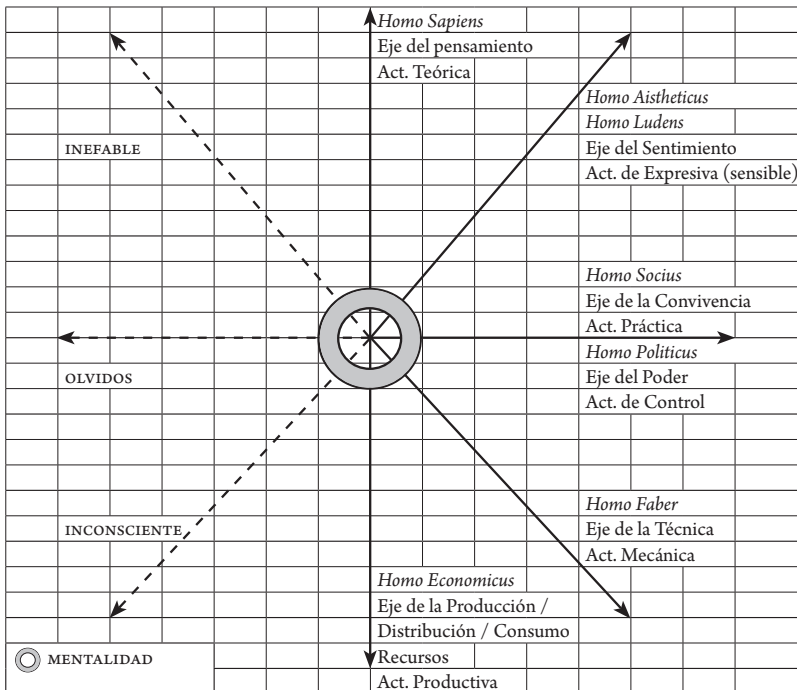 Homo Sapiens
Eje del pensamiento
Act. Teórica
Homo Aistheticus
Homo Ludens
Eje del Sentimiento
Act. de Expresiva (sensible)
INEFABLE
Homo Socius
Eje de la Convivencia
Act. Práctica
Homo Politicus
Eje del Poder
Act. de Control
OLVIDOS
Homo Faber
Eje de la Técnica
Act. Mecánica
INCONSCIENTE
Homo Economicus
Eje de la Producción /
Distribución / Consumo
Recursos
Act. Productiva
MENTALIDAD